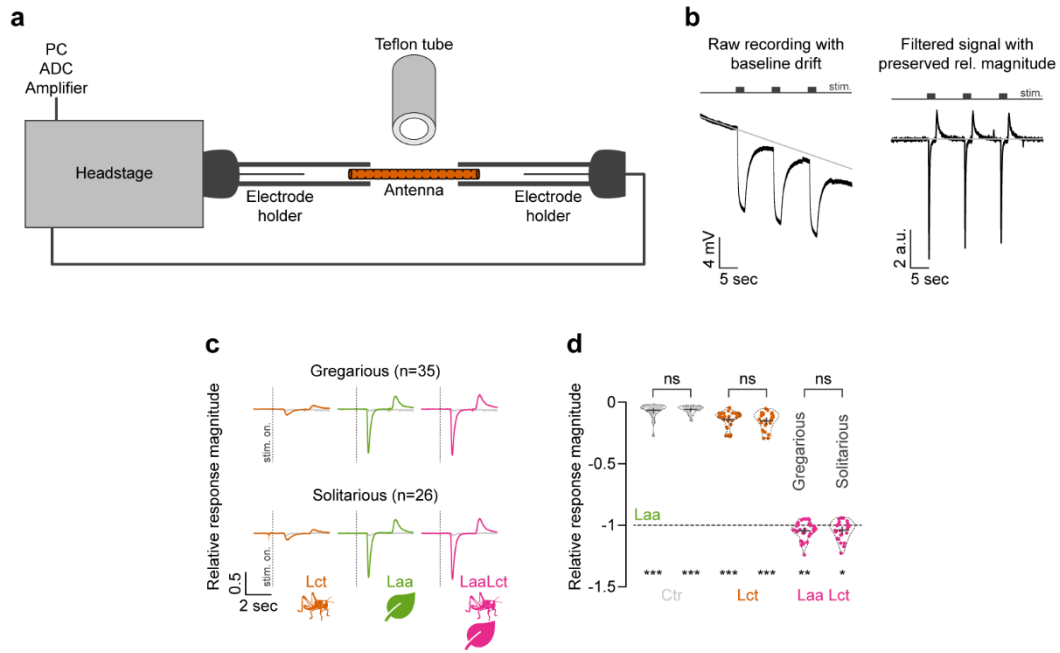 a
PC
ADC
Amplifier
Teflon tube
Headstage
Electrode
holder
Antenna
Electrode
holder
b
Raw recording with
baseline drift
stim.
4 mV
5 sec
Filtered signal with
preserved rel. magnitude
stim.
2 a.u.
5 sec
c
Relative response magnitude
Gregarious (n=35)
stim. on.
Solitarious (n=26)
stim. on.
0.5
2 sec
Lct
Laa
LaaLct
d
Relative response magnitude
0
-0.5
-1
-1.5
ns
ns
ns
Gregarious
Solitarious
Laa
*** *** *** *** ** *
Ctr
Lct
Laa Lct